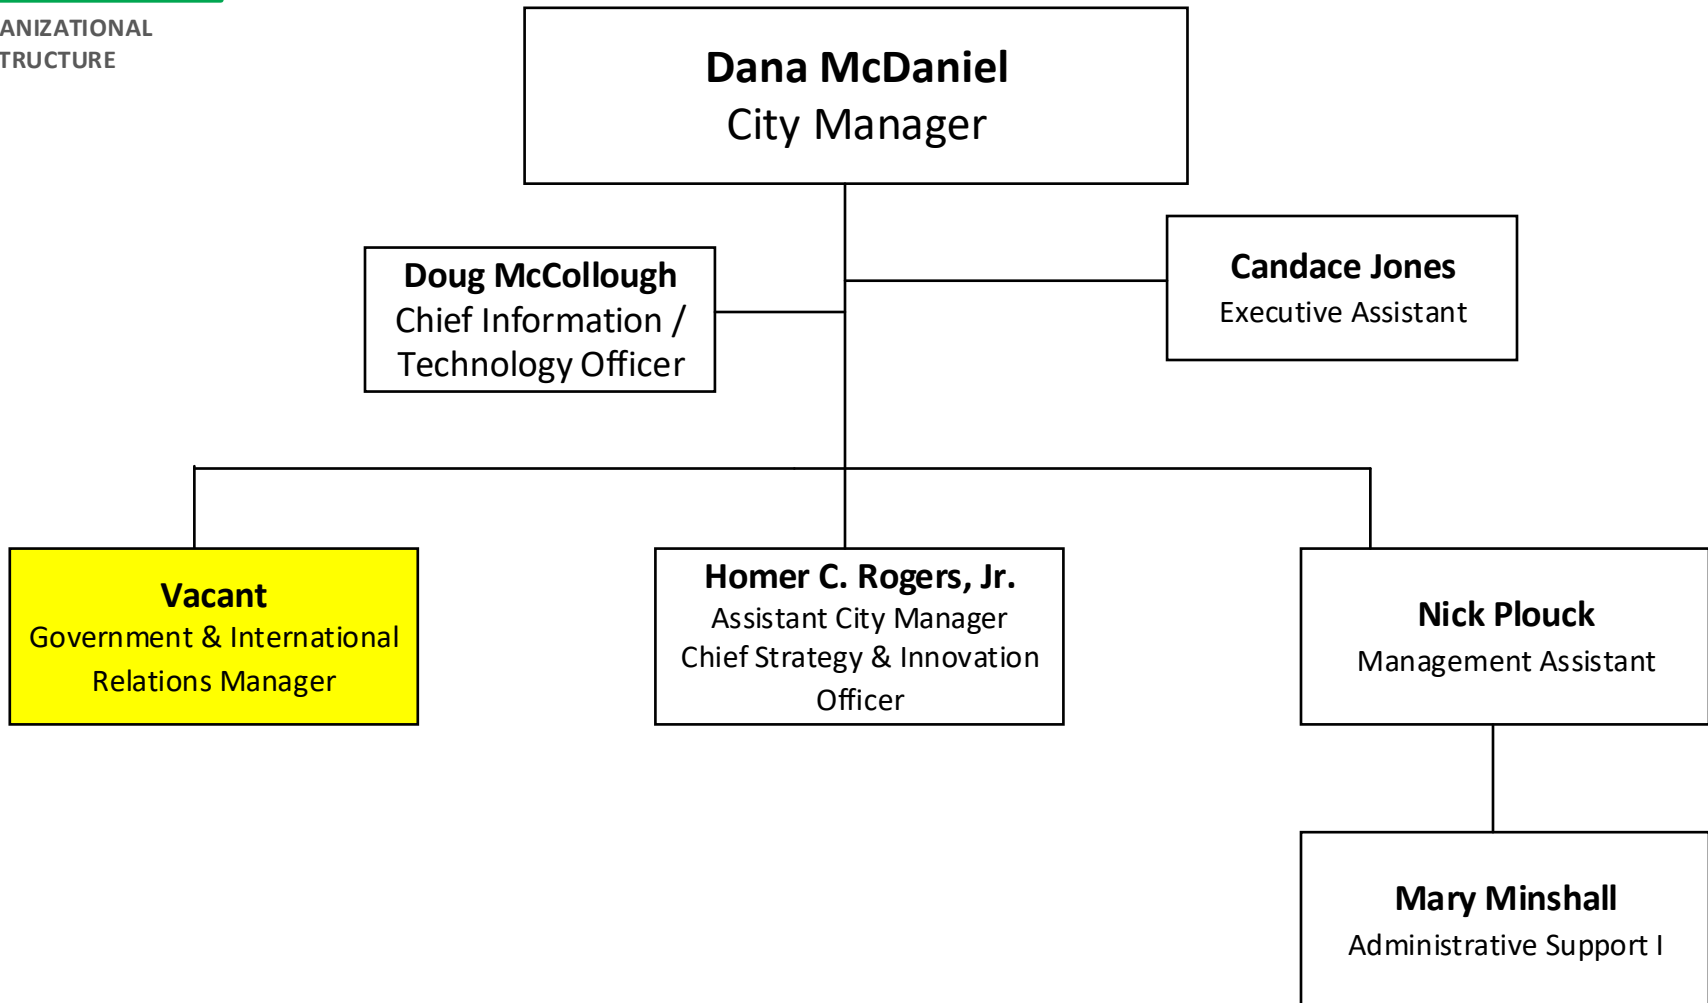 ANIZATIONAL
TRUCTURE
Dana McDaniel
City Manager
Doug McCollough
Chief Information /
Technology Officer
Candace Jones
Executive Assistant
Vacant
Government & International
Relations Manager
Homer C. Rogers, Jr.
Assistant City Manager
Chief Strategy & Innovation
Officer
Nick Plouck
Management Assistant
Mary Minshall
Administrative Support I